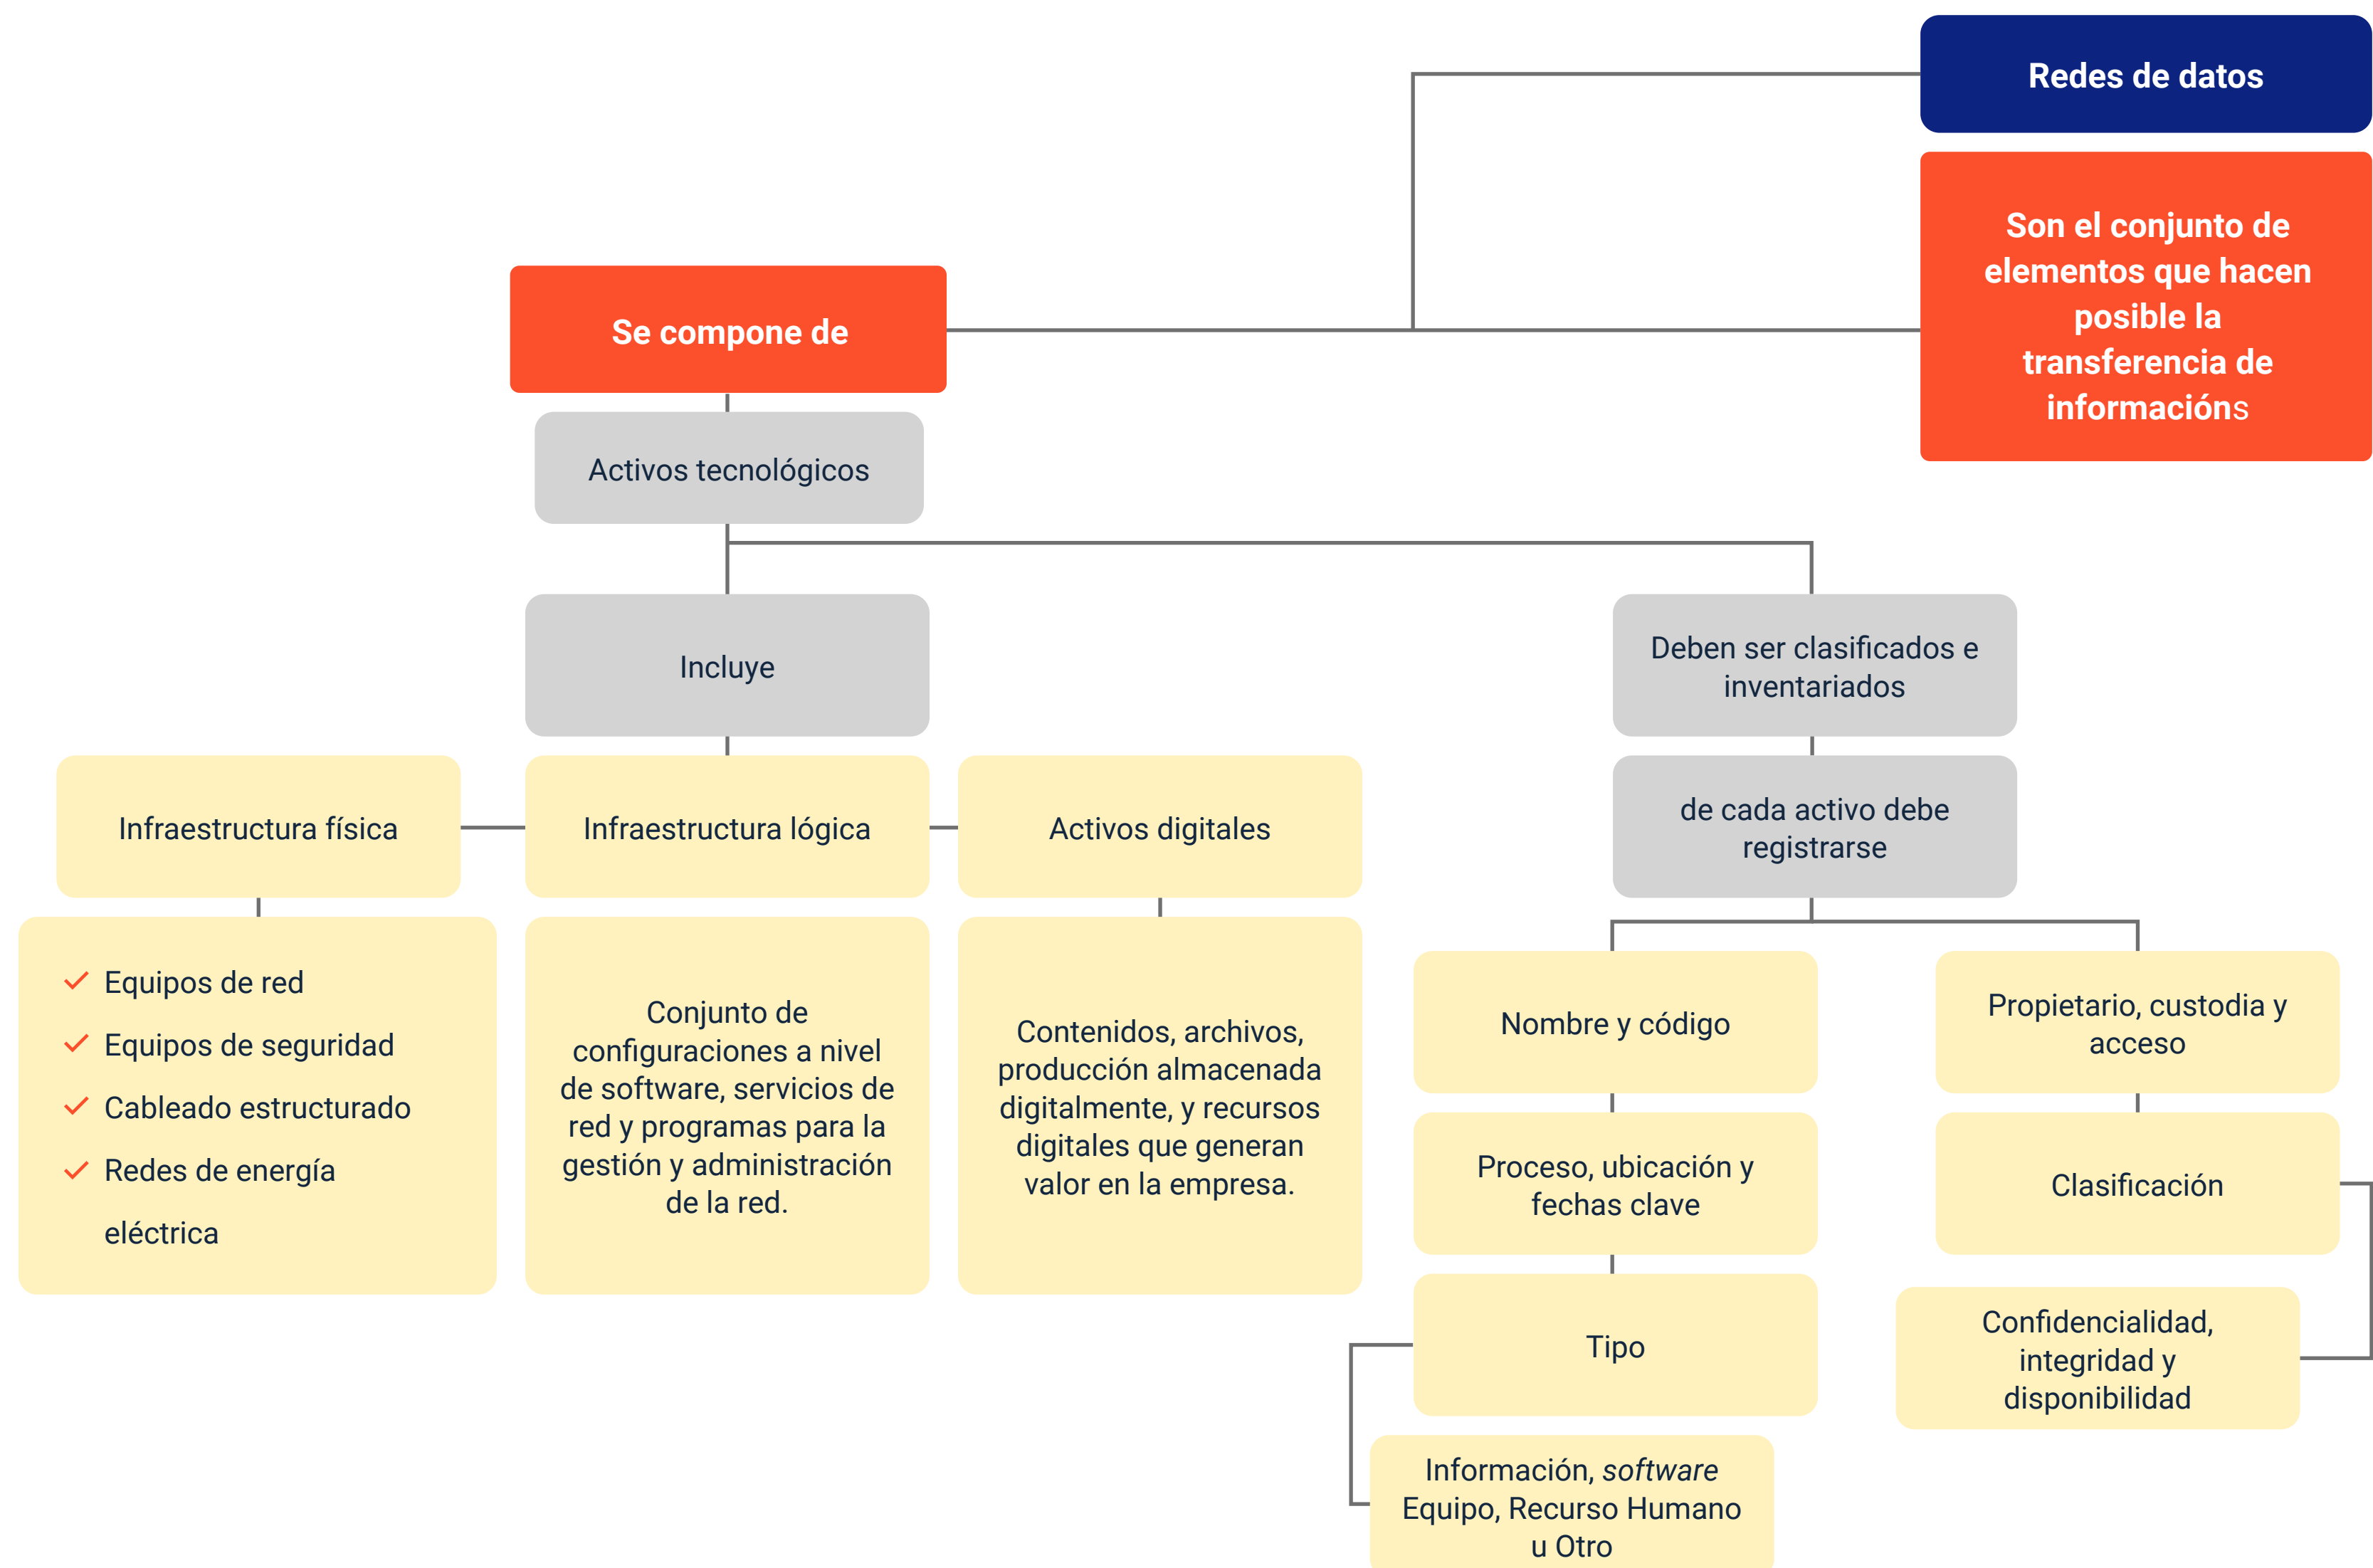 Redes de datos
Son el conjunto de
elementos que hacen
posible la
transferencia de
informacións
Se compone de
Activos tecnológicos
Incluye
Deben ser clasificados e
inventariados
Infraestructura física
Infraestructura lógica
Activos digitales
de cada activo debe
registrarse
Equipos de red
Equipos de seguridad
Cableado estructurado
Redes de energía
eléctrica
Conjunto de
configuraciones a nivel
de software, servicios de
red y programas para la
gestión y administración
de la red.
Contenidos, archivos,
producción almacenada
digitalmente, y recursos
digitales que generan
valor en la empresa.
Nombre y código
Proceso, ubicación y
fechas clave
Tipo
Información, software
Equipo, Recurso Humano
u Otro
Propietario, custodia y
acceso
Clasificación
Confidencialidad,
integridad y
disponibilidad